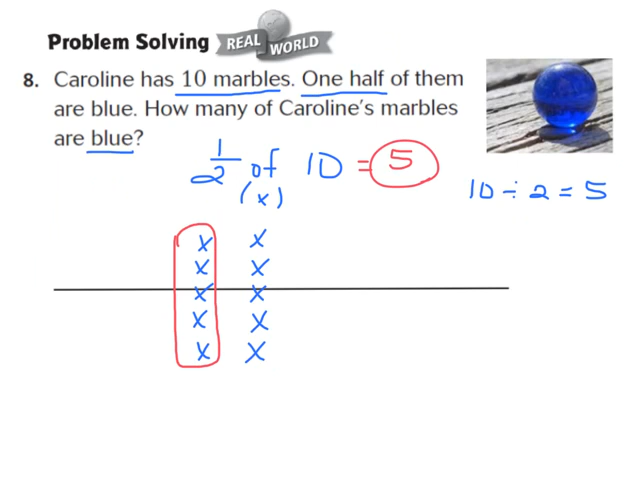 Problem Solving REAL WORLD
8. Caroline has 10 marbles. One half of them
are blue. How many of Caroline's marbles
are blue?
1/2 of 10 = 5
(x)
10 ÷ 2 = 5
x x
x x
x x
x x
x x